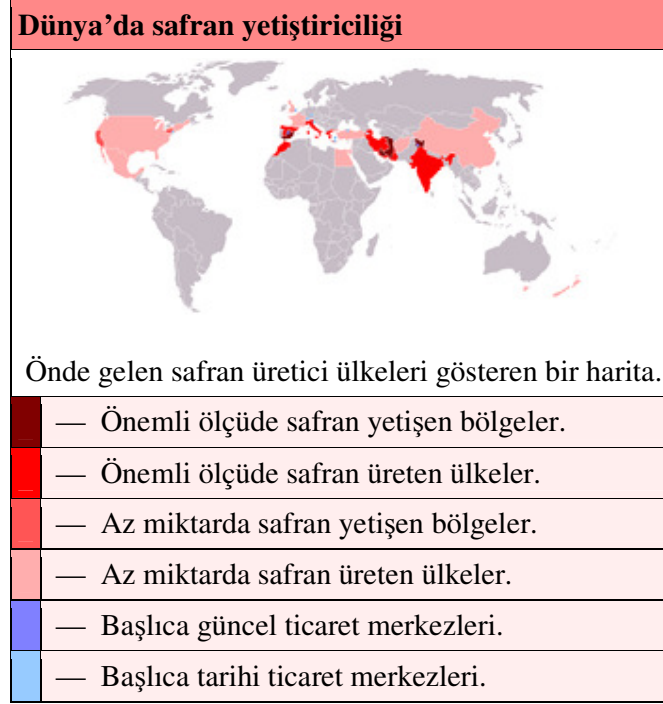 Dünya’da safran yetiştiriciliği
Önde gelen safran üretici ülkeleri gösteren bir harita.
— Önemli ölçüde safran yetişen bölgeler.
— Önemli ölçüde safran üreten ülkeler.
— Az miktarda safran yetişen bölgeler.
— Az miktarda safran üreten ülkeler.
— Başlıca güncel ticaret merkezleri.
— Başlıca tarihi ticaret merkezleri.